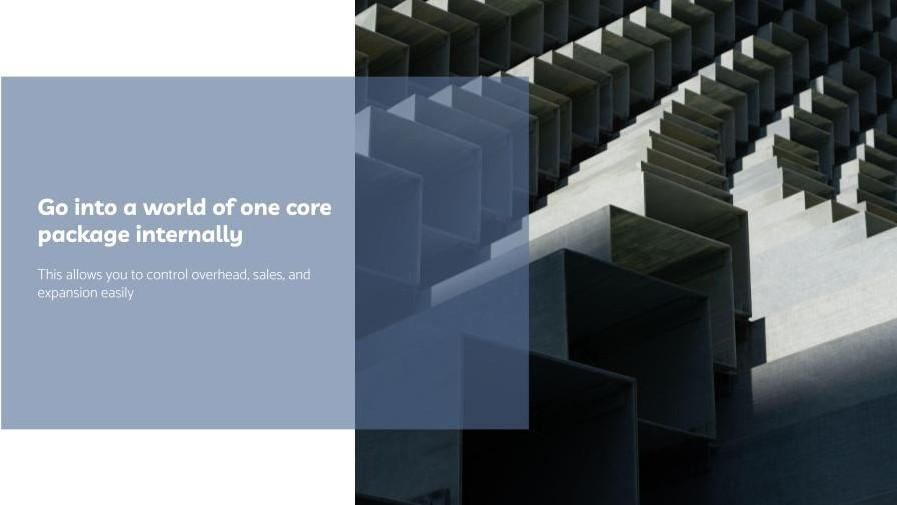 Go into a world of one core
package internally
This allows you to control overhead, sales, and
expansion easily